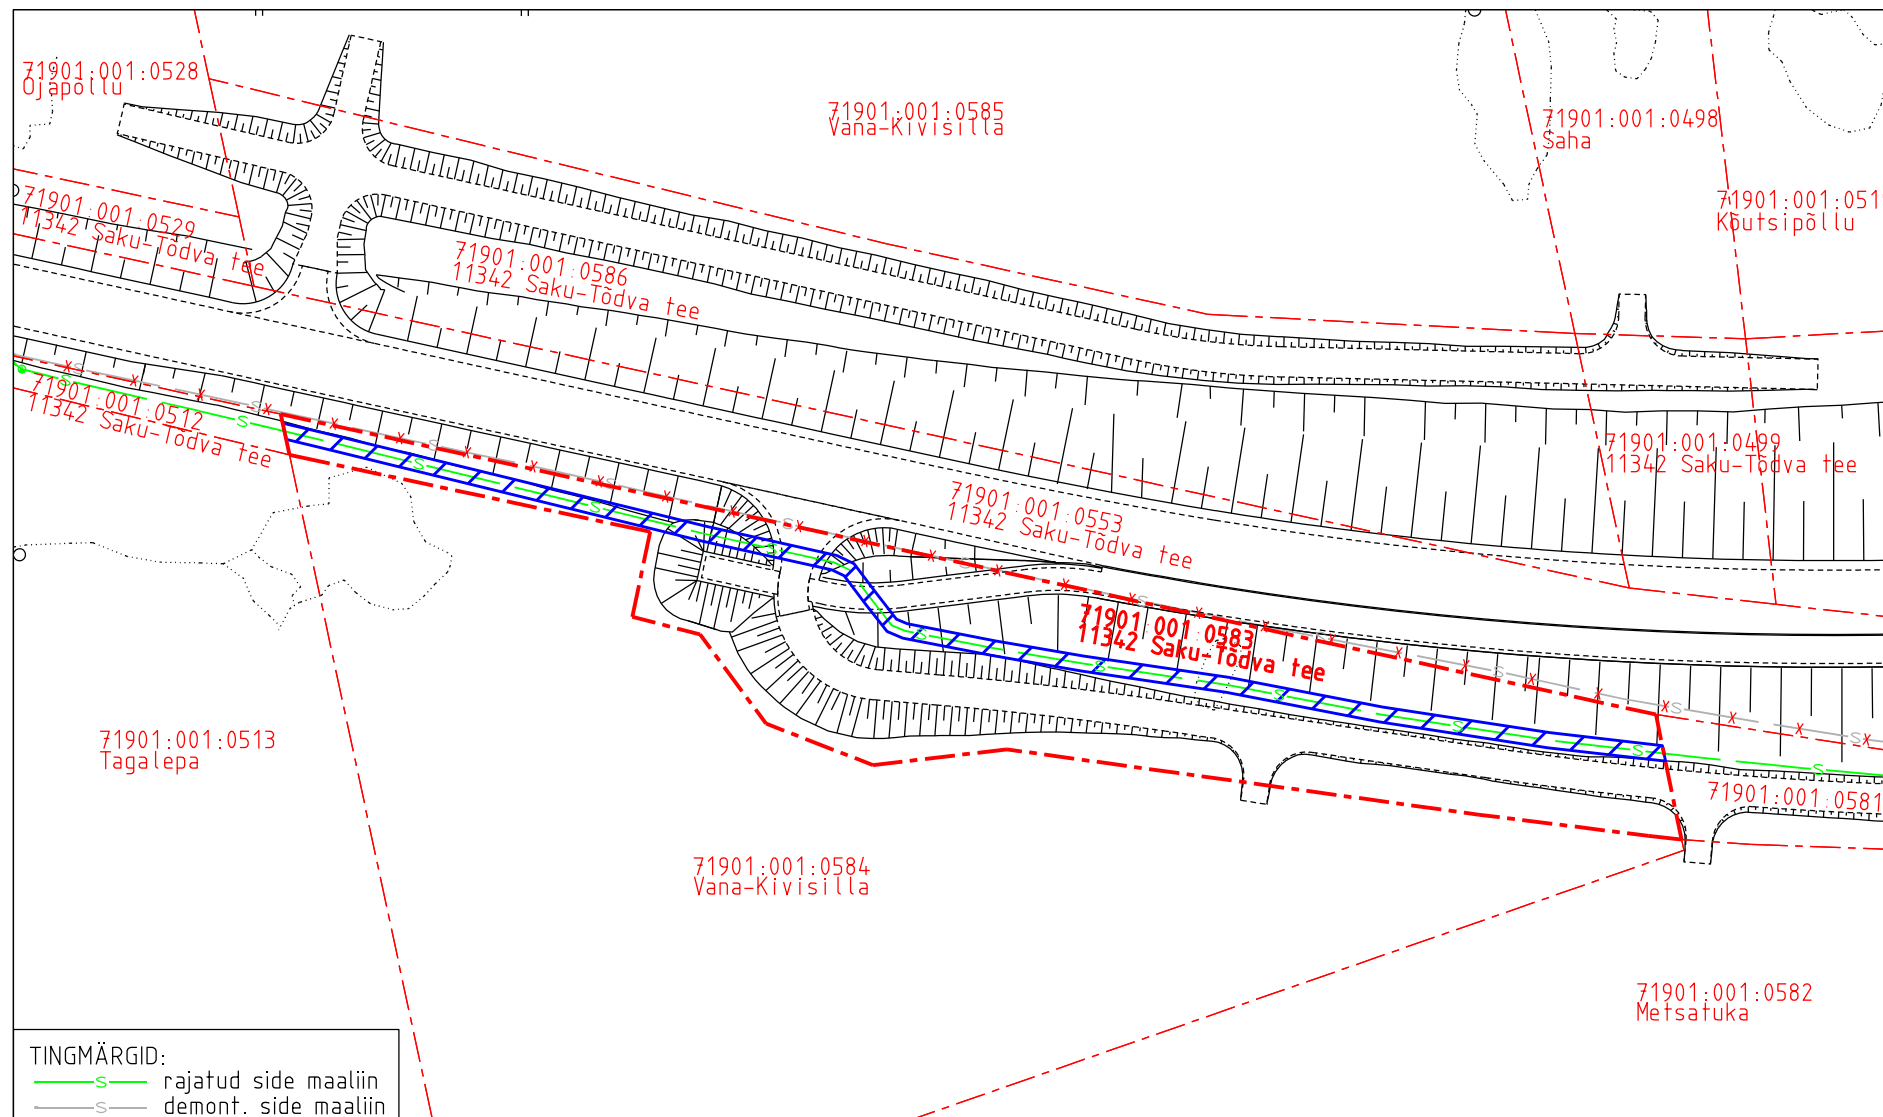 71901:001:0528
Ojapõllu
71901:001:0585
Vana-Kivisilla
71901:001:0498
Saha
71901:001:0529
11342 Saku-Tõdva tee
71901:001:051
Kõutsipõllu
71901:001:0586
11342 Saku-Tõdva tee
71901:001:0512
11342 Saku-Tõdva tee
71901:001:0499
11342 Saku-Tõdva tee
71901:001:0553
11342 Saku-Tõdva tee
71901:001:0583
11342 Saku-Tõdva tee
71901:001:0513
Tagalepa
71901:001:0581
71901:001:0584
Vana-Kivisilla
71901:001:0582
Metsatuka
TINGMÄRGID:
S rajatud side maaliin
S demont. side maaliin